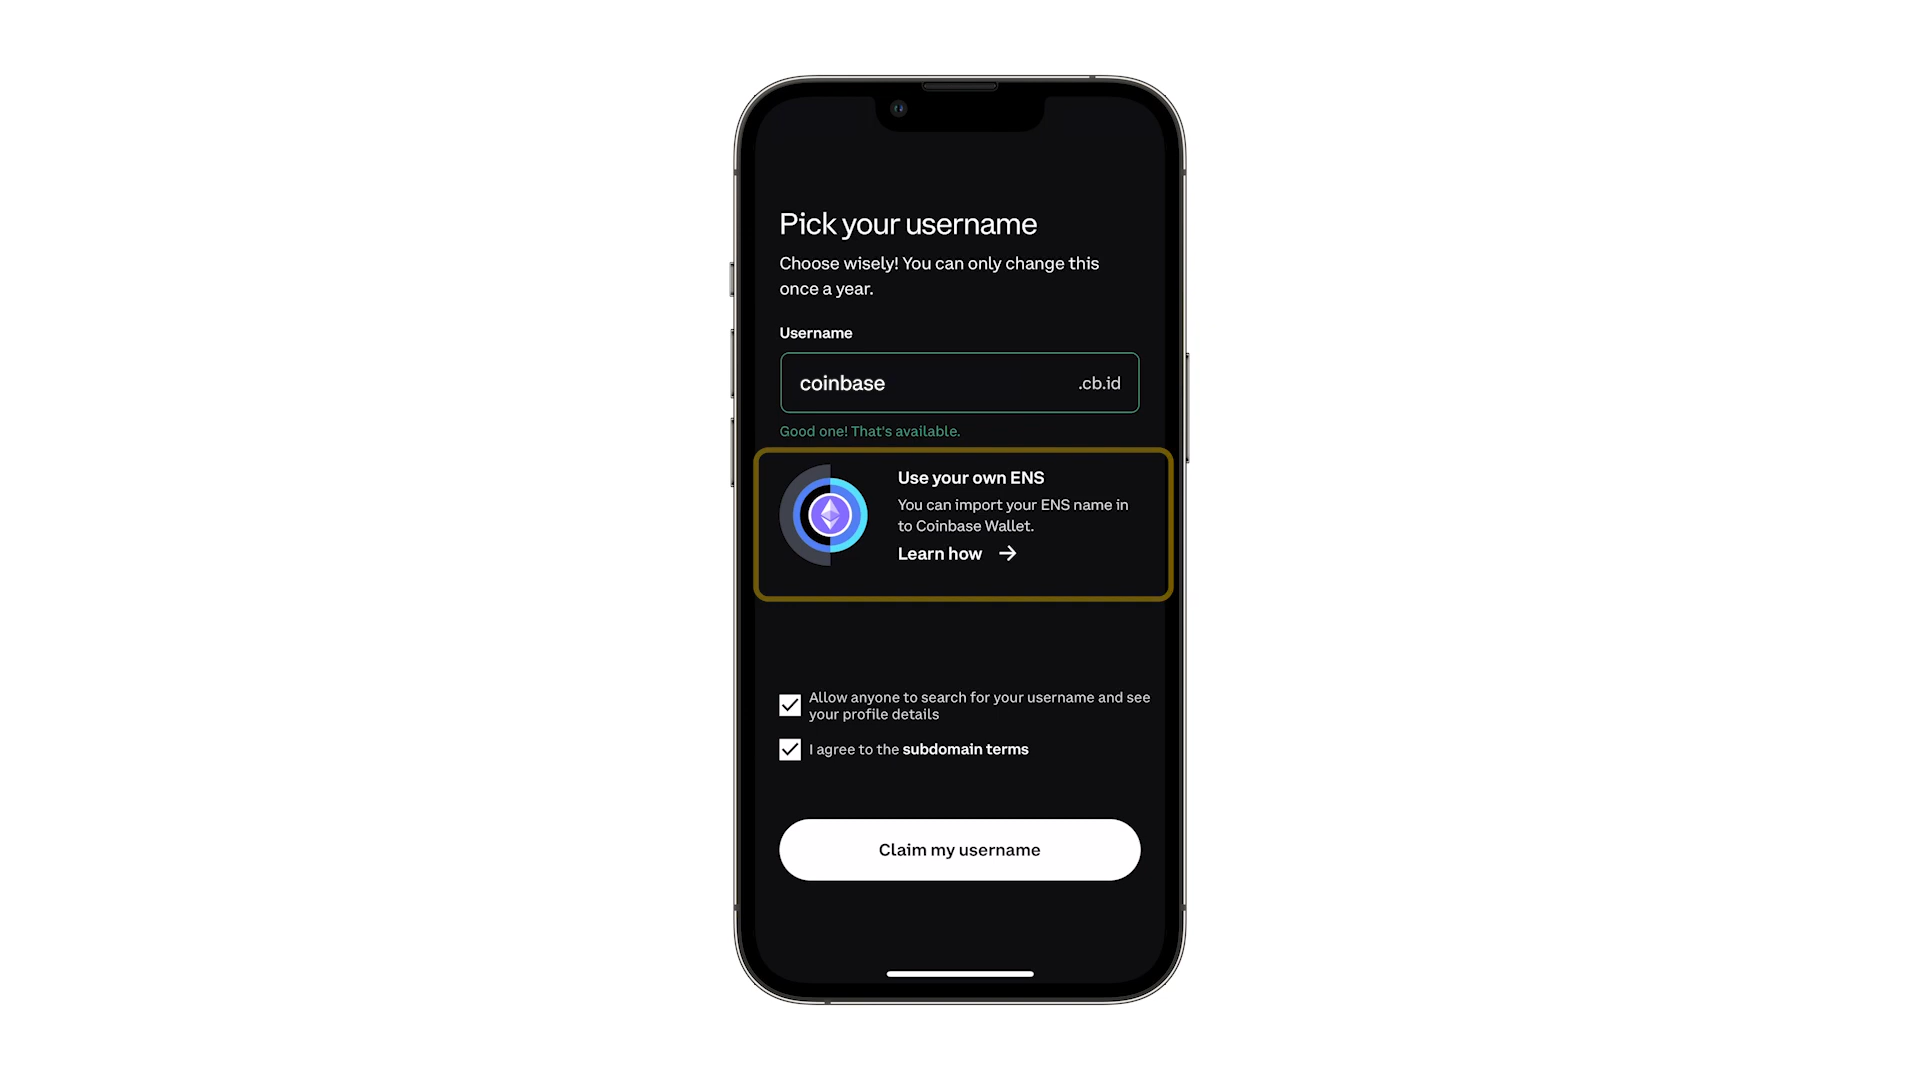 Pick your username
Choose wisely! You can only change this
once a year.
Username
coinbase .cb.id
Good one! That's available.
Use your own ENS
You can import your ENS name in
to Coinbase Wallet.
Learn how →
Allow anyone to search for your username and see
your profile details
I agree to the subdomain terms
Claim my username